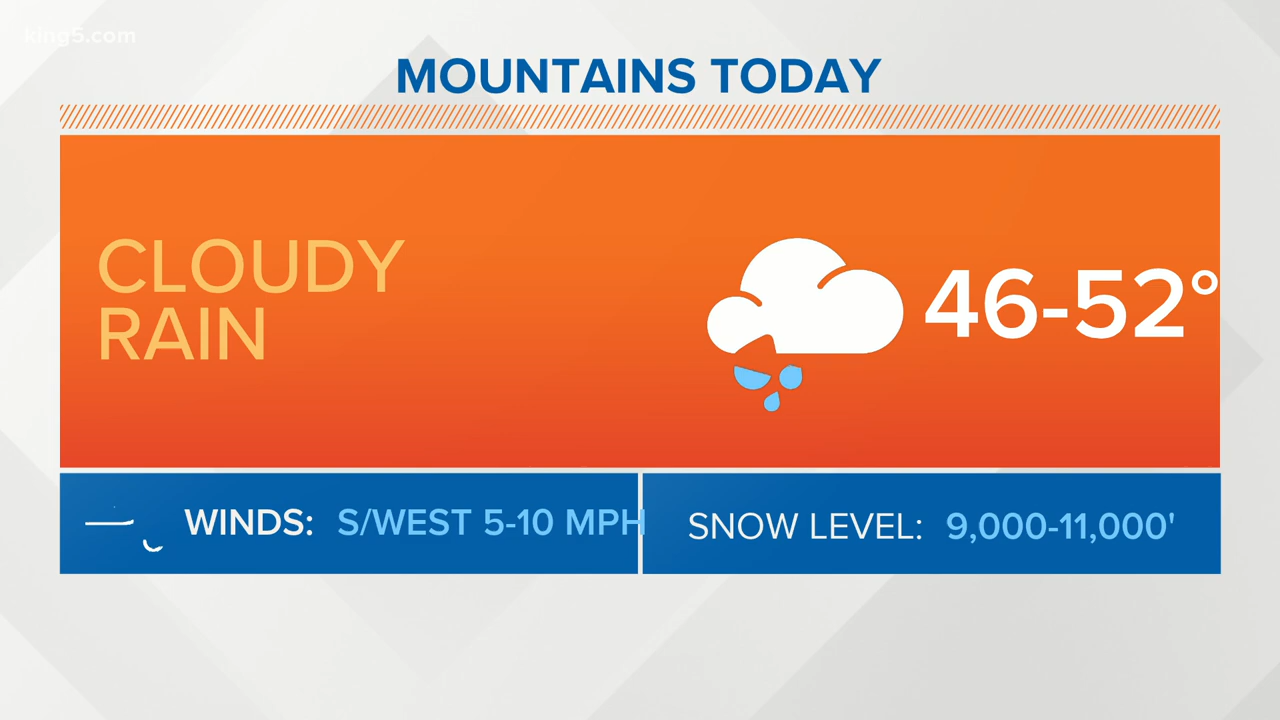 king5.com
MOUNTAINS TODAY
CLOUDY
RAIN
46-52°
WINDS: S/WEST 5-10 MPH
SNOW LEVEL: 9,000-11,000'